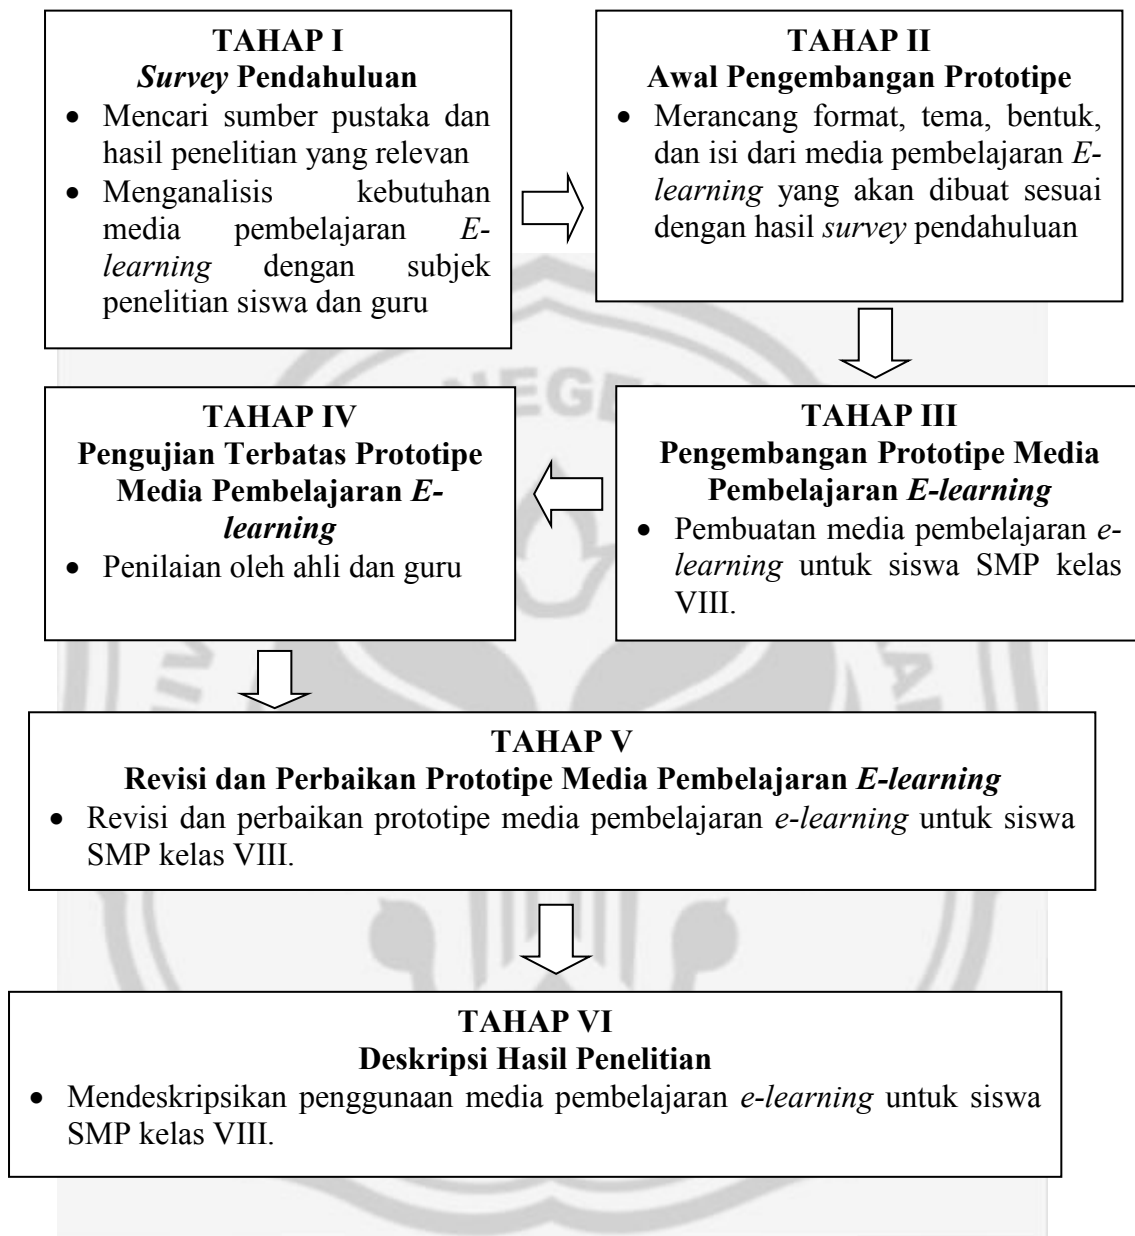 TAHAP I
Survey Pendahuluan
• Mencari sumber pustaka dan
hasil penelitian yang relevan
• Menganalisis kebutuhan
media pembelajaran E-
learning dengan subjek
penelitian siswa dan guru
TAHAP II
Awal Pengembangan Prototipe
• Merancang format, tema, bentuk,
dan isi dari media pembelajaran E-
learning yang akan dibuat sesuai
dengan hasil survey pendahuluan
TAHAP III
Pengembangan Prototipe Media
Pembelajaran E-learning
• Pembuatan media pembelajaran e-
learning untuk siswa SMP kelas
VIII.
TAHAP IV
Pengujian Terbatas Prototipe
Media Pembelajaran E-
learning
• Penilaian oleh ahli dan guru
TAHAP V
Revisi dan Perbaikan Prototipe Media Pembelajaran E-learning
• Revisi dan perbaikan prototipe media pembelajaran e-learning untuk siswa
SMP kelas VIII.
TAHAP VI
Deskripsi Hasil Penelitian
• Mendeskripsikan penggunaan media pembelajaran e-learning untuk siswa
SMP kelas VIII.